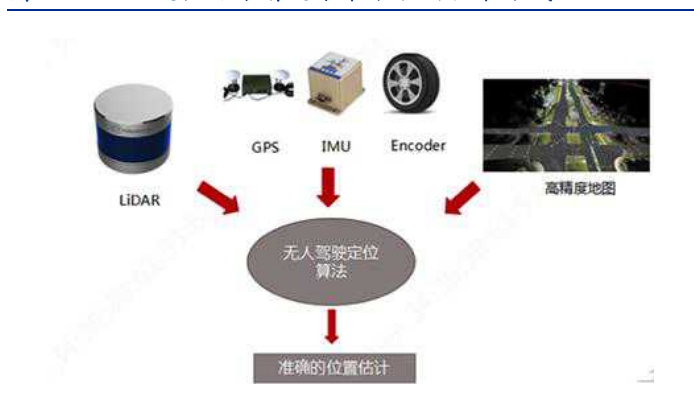 GPS
IMU
Encoder
LiDAR
高精度地图
无人驾驶定位
算法
准确的位置估计